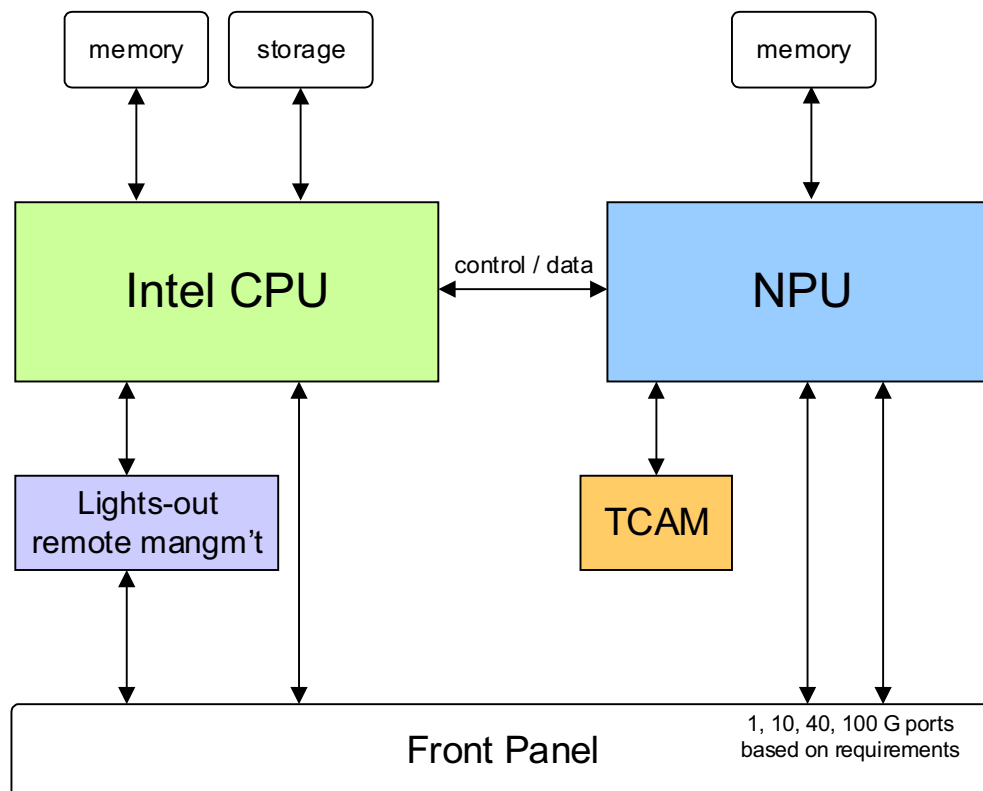 memory
storage
memory
Intel CPU
control / data
NPU
Lights-out
remote mangm't
TCAM
1, 10, 40, 100 G ports
based on requirements
Front Panel